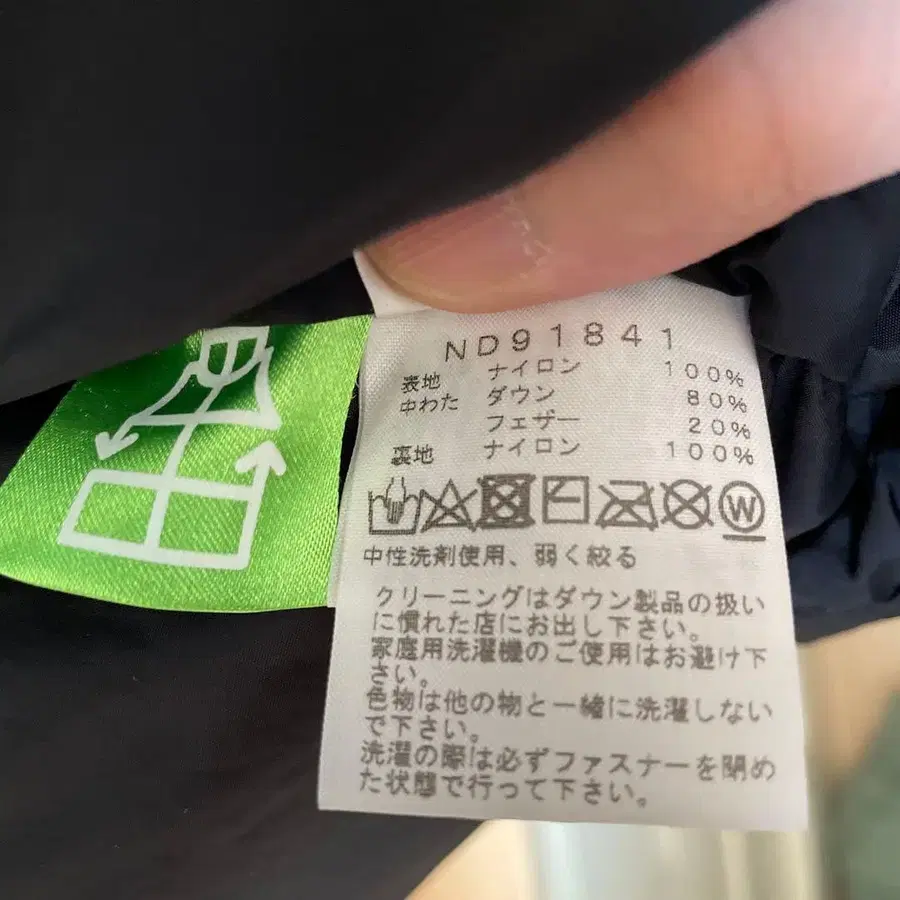 ND91841
表地 ナイロン 100%
中わた ダウン 80%
フェザー 20%
裏地 ナイロン 100%
W
中性洗剤使用、弱く絞る
クリーニングはダウン製品の扱い
に慣れた店にお出し下さい。
家庭用洗濯機のご使用はお避け下
さい。
色物は他の物と一緒に洗濯しない
で下さい。
洗濯の際は必ずファスナーを閉め
た状態で行って下さい。